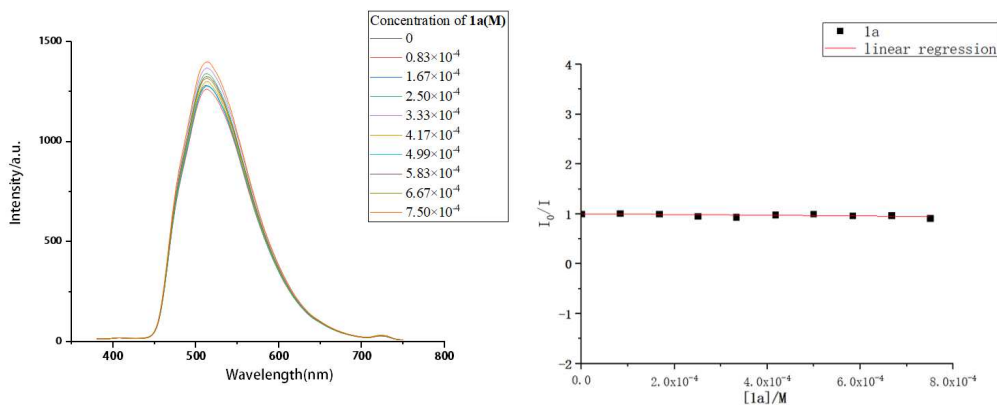 Concentration of 1a(M)
0
0.83×10⁻⁴
1.67×10⁻⁴
2.50×10⁻⁴
3.33×10⁻⁴
4.17×10⁻⁴
4.99×10⁻⁴
5.83×10⁻⁴
6.67×10⁻⁴
7.50×10⁻⁴
Intensity/a.u.
1500
1000
500
0
400
500
600
700
800
Wavelength(nm)
1a
linear regression
I₀/I
4
3
2
1
0
-1
-2
0.0
2.0x10⁻⁴
4.0x10⁻⁴
6.0x10⁻⁴
8.0x10⁻⁴
[1a]/M